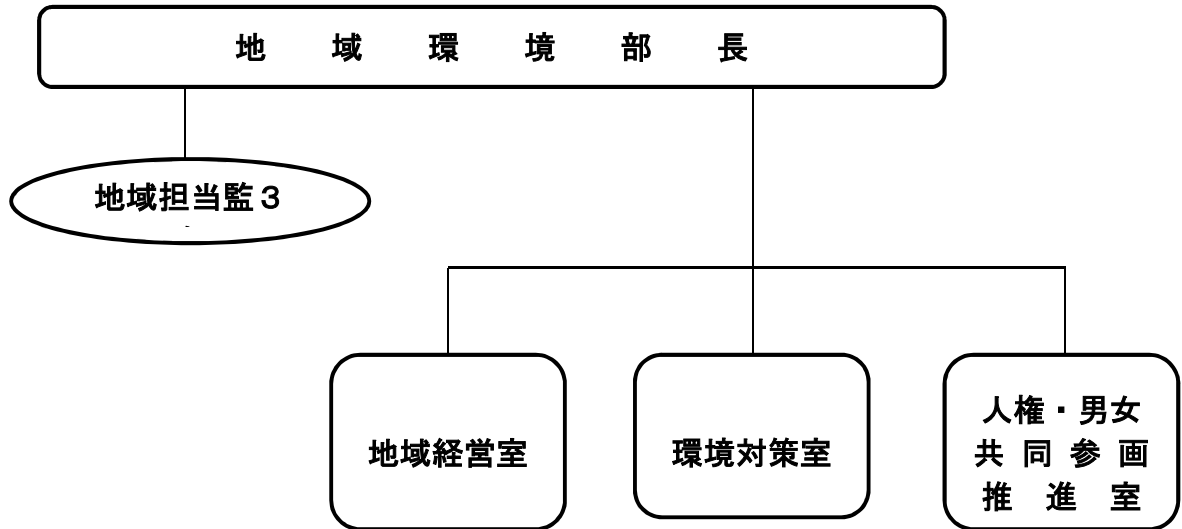 地域環境部長
地域担当監３
-
地域経営室
環境対策室
人権・男女
共同参画
推進室